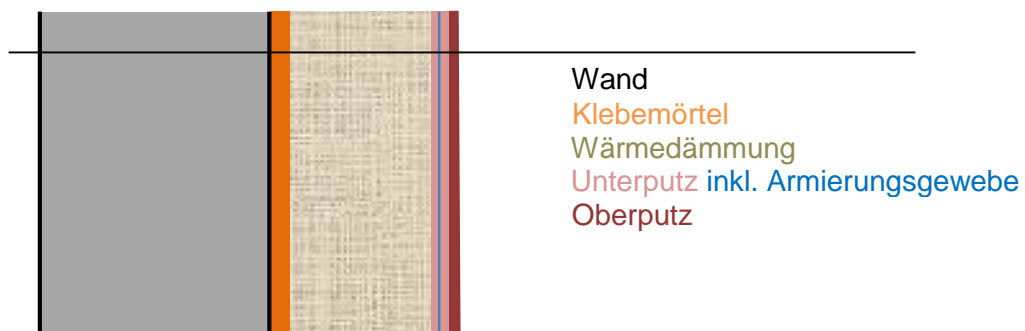 Wand
Klebemörtel
Wärmedämmung
Unterputz inkl. Armierungsgewebe
Oberputz